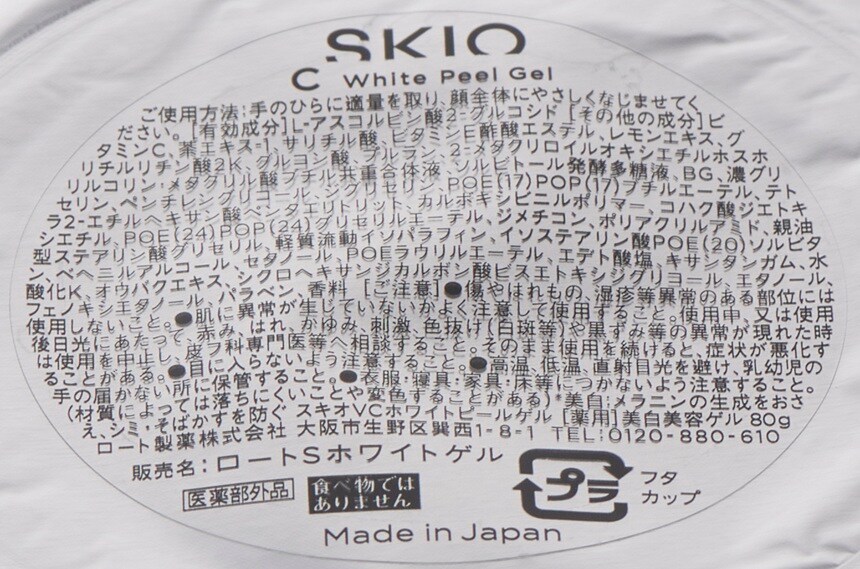 SKIO
C White Peel Gel
ご使用方法:手のひらに適量を取り、顔全体にやさしくなじませてく
ださい。[有効成分]L-アスコルビン酸2-グルコシド [その他の成分]ビ
タミンC、茶エキス-1、サリチル酸、ビタミンE酢酸エステル、レモンエキス、グ
リチルリチン酸2K、グルコン酸、プルラン、2-メタクリロイルオキシエチルホスホ
リルコリン・メタクリル酸ブチル共重合体液、ソルビトール発酵多糖液、BG、濃グリ
セリン、ペンチレングリコール、ジグリセリン、POE(17)POP(17)ブチルエーテル、テト
ラ2-エチルヘキサン酸ペンタエリトリット、カルボキシビニルポリマー、コハク酸ジエトキ
シエチル、POE(24)POP(24)グリセリルエーテル、ジメチコン、ポリアクリルアミド、親油
型ステアリン酸グリセリル、軽質流動イソパラフィン、イソステアリン酸POE(20)ソルビタ
ン、ベヘニルアルコール、セタノール、POEラウリルエーテル、エデト酸塩、キサンタンガム、水
酸化K、オウバクエキス、シクロヘキサンジカルボン酸ビスエトキシジグリコール、エタノール、
フェノキシエタノール、パラベン、香料 [ご注意]●傷やはれもの、湿疹等異常のある部位には
使用しないこと。●肌に異常が生じていないかよく注意して使用すること。使用中、又は使用
後日光にあたって、赤み、はれ、かゆみ、刺激、色抜け(白斑等)や黒ずみ等の異常が現れた時
は使用を中止し、皮フ科専門医等へ相談すること。そのまま使用を続けると、症状が悪化す
ることがある。●目に入らないよう注意すること。●高温、低温、直射日光を避け、乳幼児の
手の届かない所に保管すること。●衣服・寝具・家具・床等につかないよう注意すること。
(材質によっては落ちにくいことや変色することがある)*美白:メラニンの生成をおさ
え、シミ・そばかすを防ぐ スキオVCホワイトピールゲル [薬用]美白美容ゲル 80g
ロート製薬株式会社 大阪市生野区巽西1-8-1 TEL:0120-880-610
販売名:ロートSホワイトゲル
医薬部外品
食べ物では
ありません
プラ
フタ
カップ
Made in Japan